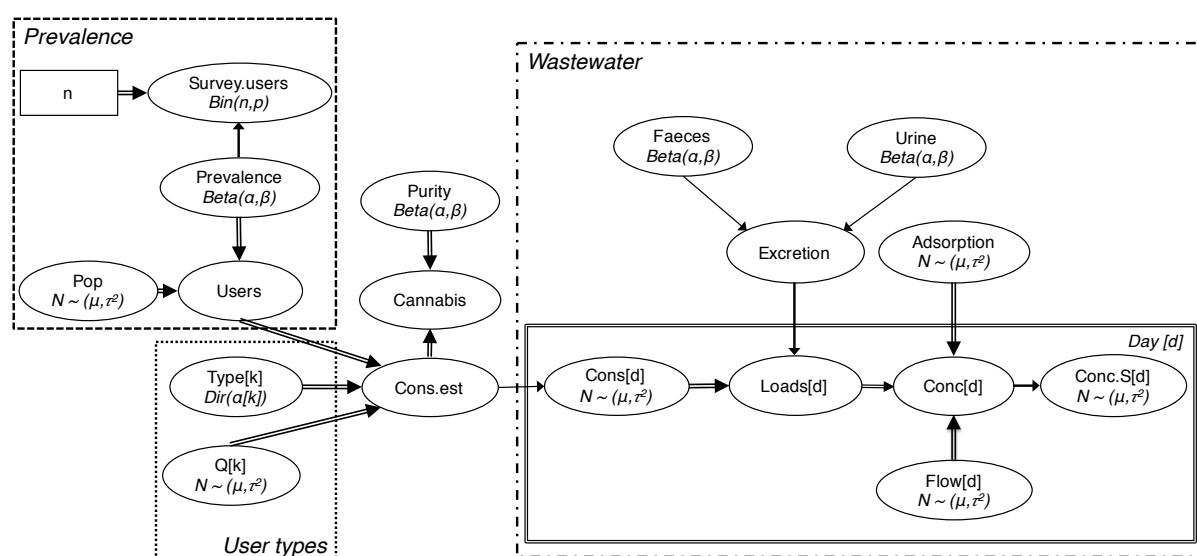 Prevalence
n
Survey.users
Bin(n,p)
Prevalence
Beta(α,β)
Pop
N ~ (μ,τ²)
Users
Purity
Beta(α,β)
Cannabis
Type[k]
Dir(α[k])
Cons.est
Q[k]
N ~ (μ,τ²)
User types
Wastewater
Faeces
Beta(α,β)
Urine
Beta(α,β)
Excretion
Adsorption
N ~ (μ,τ²)
Day [d]
Cons[d]
N ~ (μ,τ²)
Loads[d]
Conc[d]
Conc.S[d]
N ~ (μ,τ²)
Flow[d]
N ~ (μ,τ²)